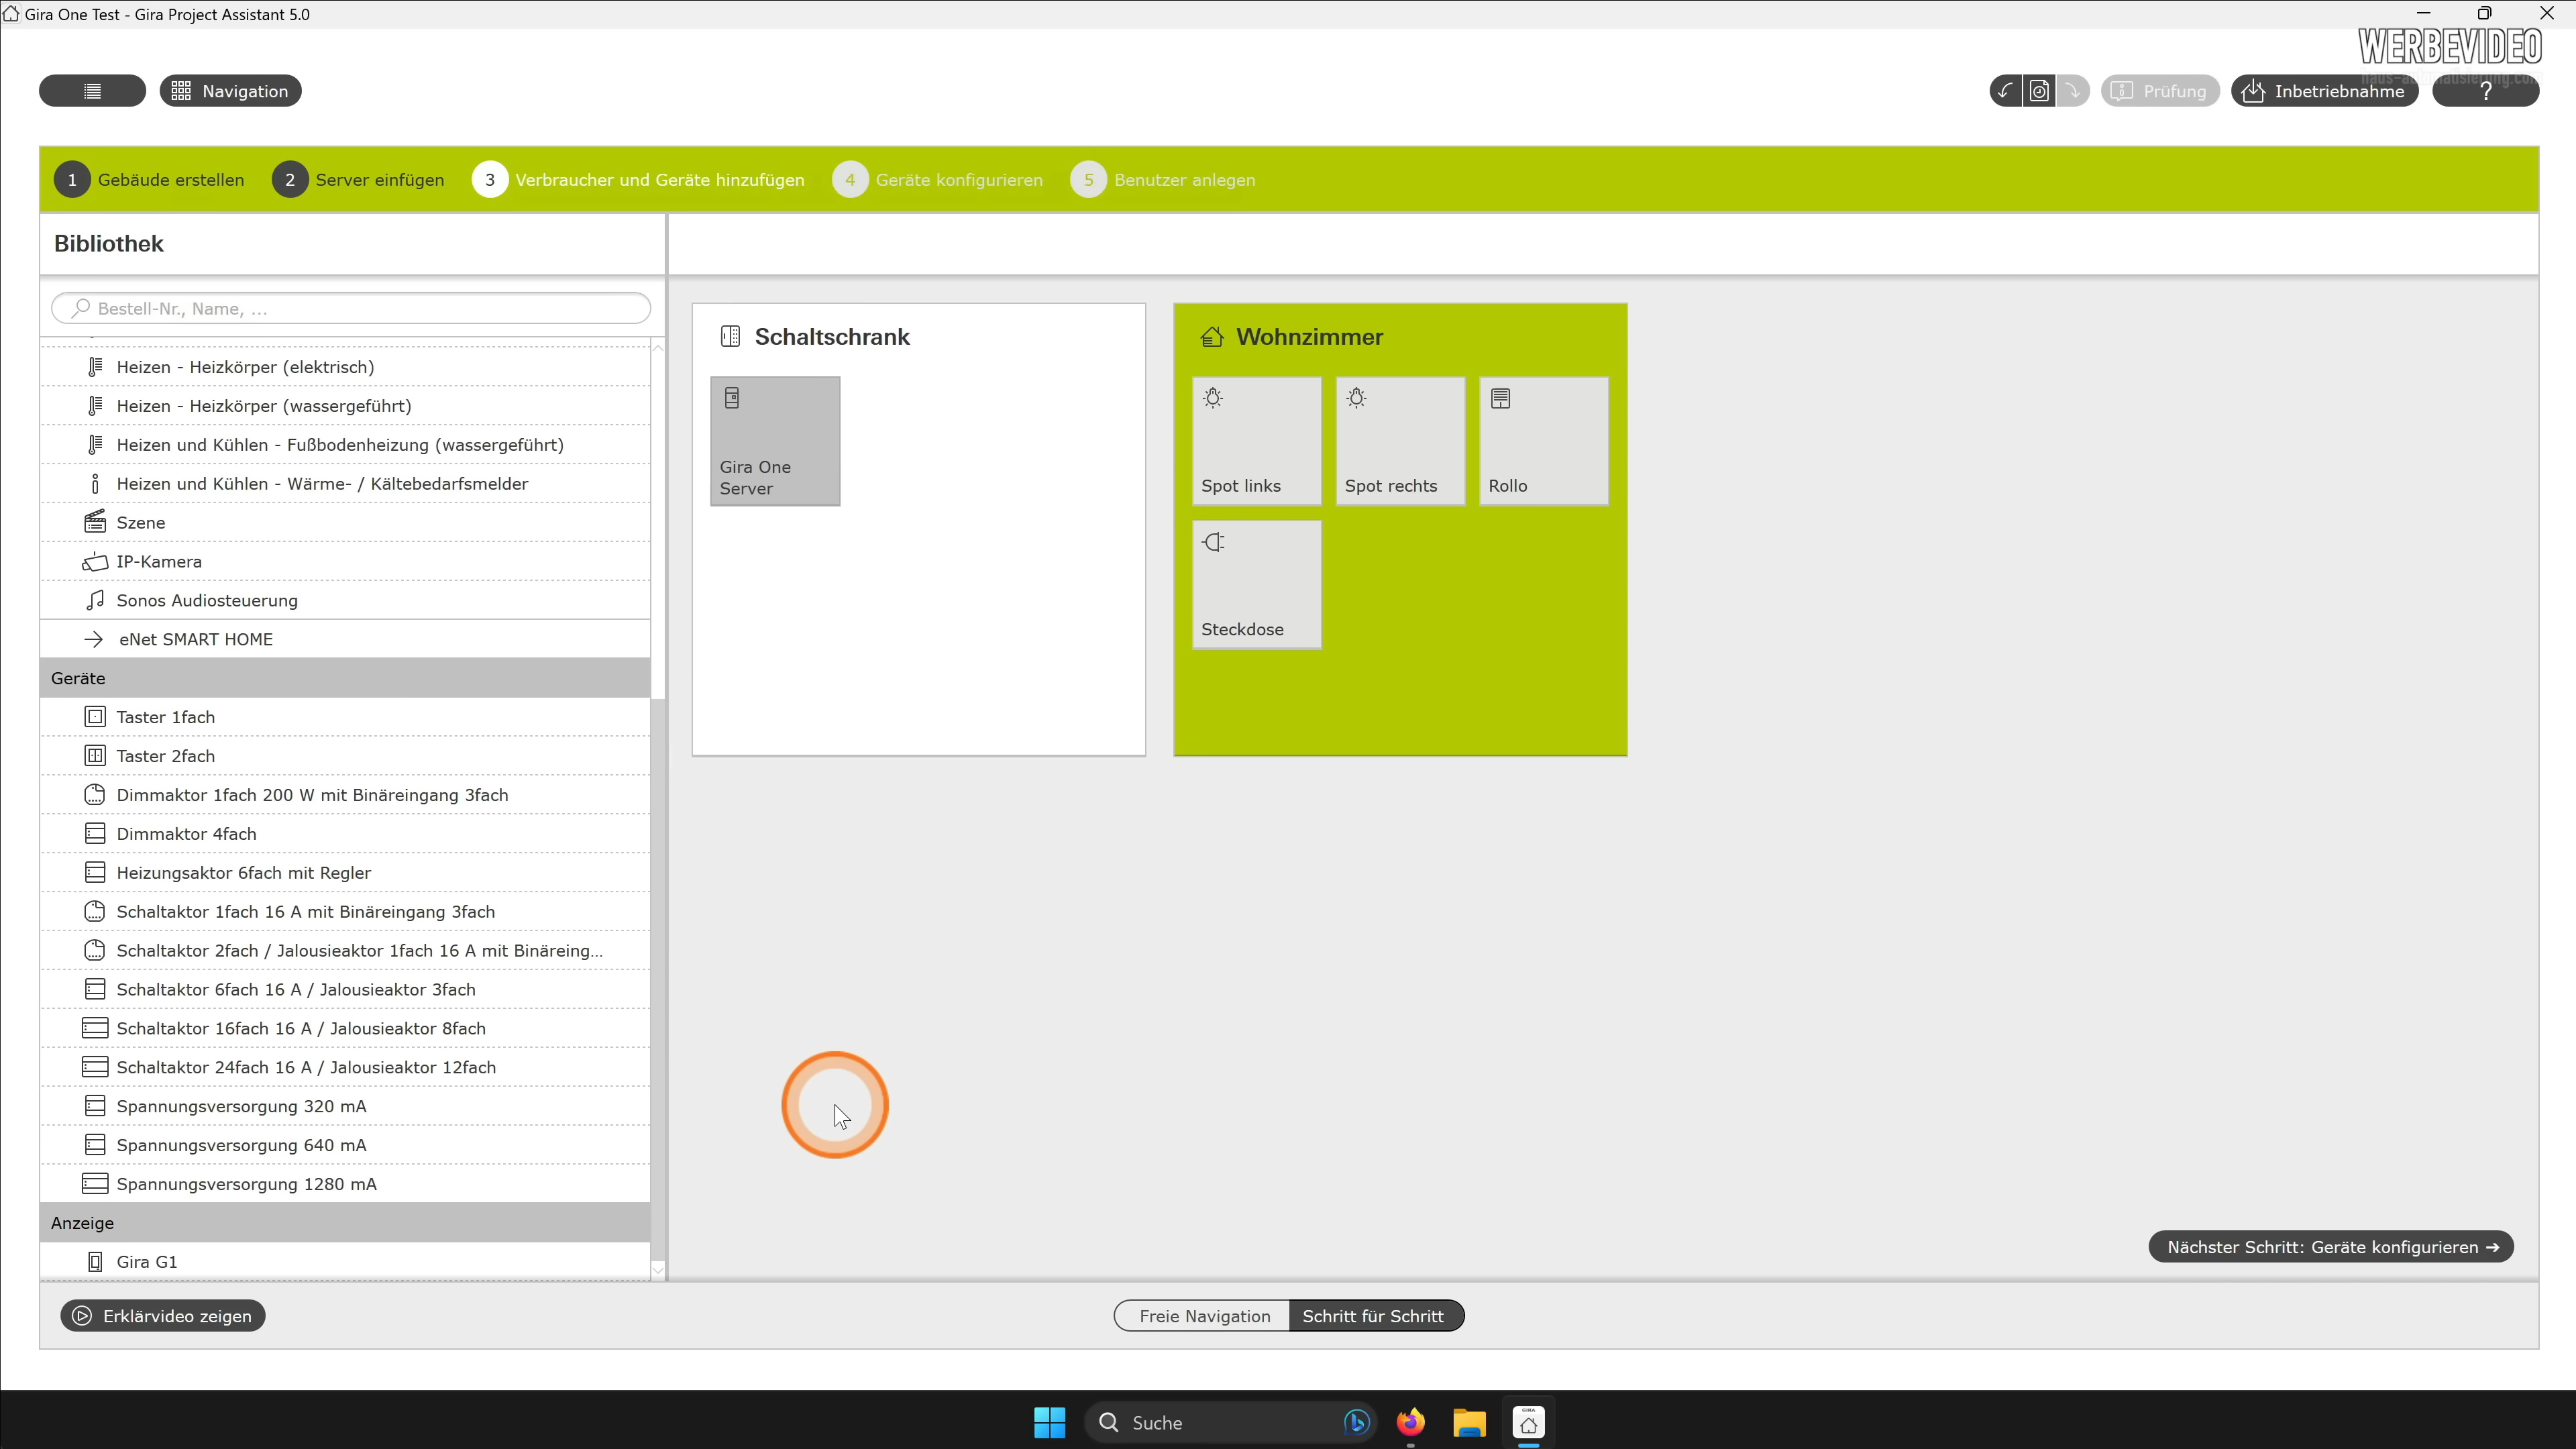 Gira One Test - Gira Project Assistant 5.0
WERBEVIDEO
Navigation
Prüfung
Inbetriebnahme
?
1 Gebäude erstellen
2 Server einfügen
3 Verbraucher und Geräte hinzufügen
4 Geräte konfigurieren
5 Benutzer anlegen
Bibliothek
Bestell-Nr., Name, ...
Heizen - Heizkörper (elektrisch)
Heizen - Heizkörper (wassergeführt)
Heizen und Kühlen - Fußbodenheizung (wassergeführt)
Heizen und Kühlen - Wärme- / Kältebedarfsmelder
Szene
IP-Kamera
Sonos Audiosteuerung
eNet SMART HOME
Geräte
Taster 1fach
Taster 2fach
Dimmaktor 1fach 200 W mit Binäreingang 3fach
Dimmaktor 4fach
Heizungsaktor 6fach mit Regler
Schaltaktor 1fach 16 A mit Binäreingang 3fach
Schaltaktor 2fach / Jalousieaktor 1fach 16 A mit Binäreing...
Schaltaktor 6fach 16 A / Jalousieaktor 3fach
Schaltaktor 16fach 16 A / Jalousieaktor 8fach
Schaltaktor 24fach 16 A / Jalousieaktor 12fach
Spannungsversorgung 320 mA
Spannungsversorgung 640 mA
Spannungsversorgung 1280 mA
Anzeige
Gira G1
Schaltschrank
Gira One
Server
Wohnzimmer
Spot links
Spot rechts
Rollo
Steckdose
Nächster Schritt: Geräte konfigurieren →
Erklärvideo zeigen
Freie Navigation
Schritt für Schritt
Suche
GIRA